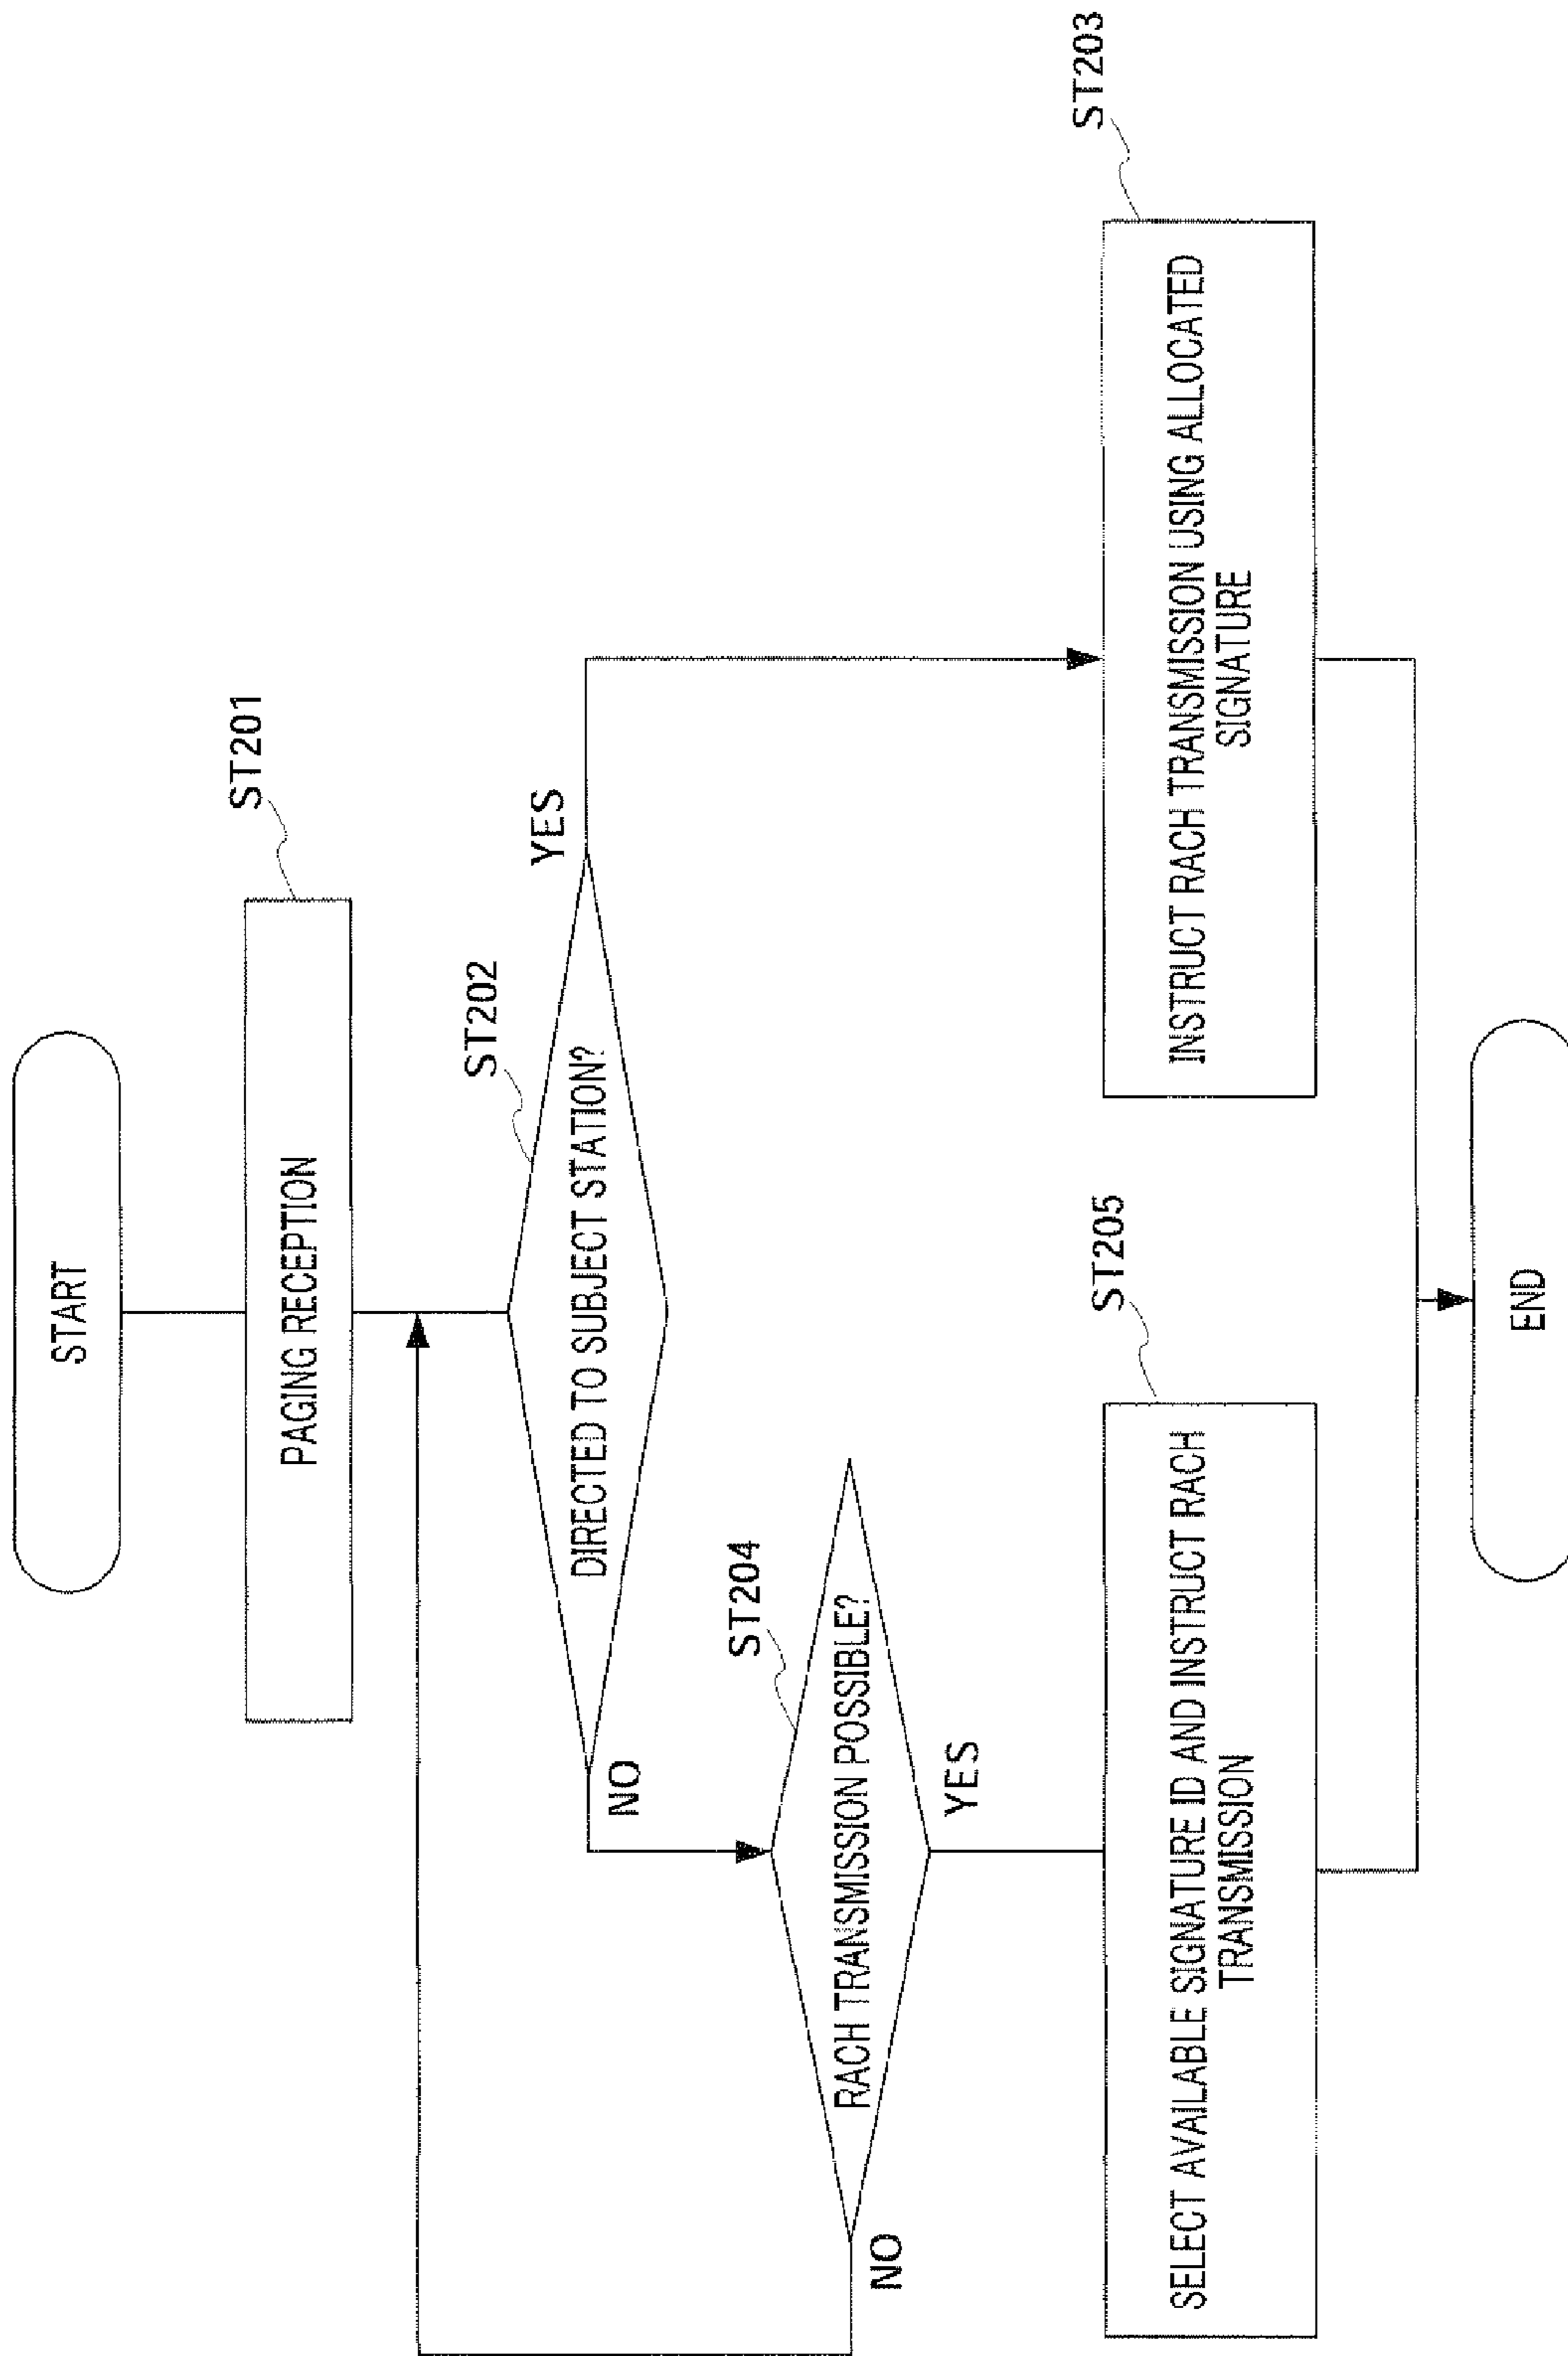 START
ST201
PAGING RECEPTION
ST202
DIRECTED TO SUBJECT STATION?
YES
NO
ST204
RACH TRANSMISSION POSSIBLE?
NO
YES
ST205
SELECT AVAILABLE SIGNATURE ID AND INSTRUCT RACH
TRANSMISSION
ST203
INSTRUCT RACH TRANSMISSION USING ALLOCATED
SIGNATURE
END